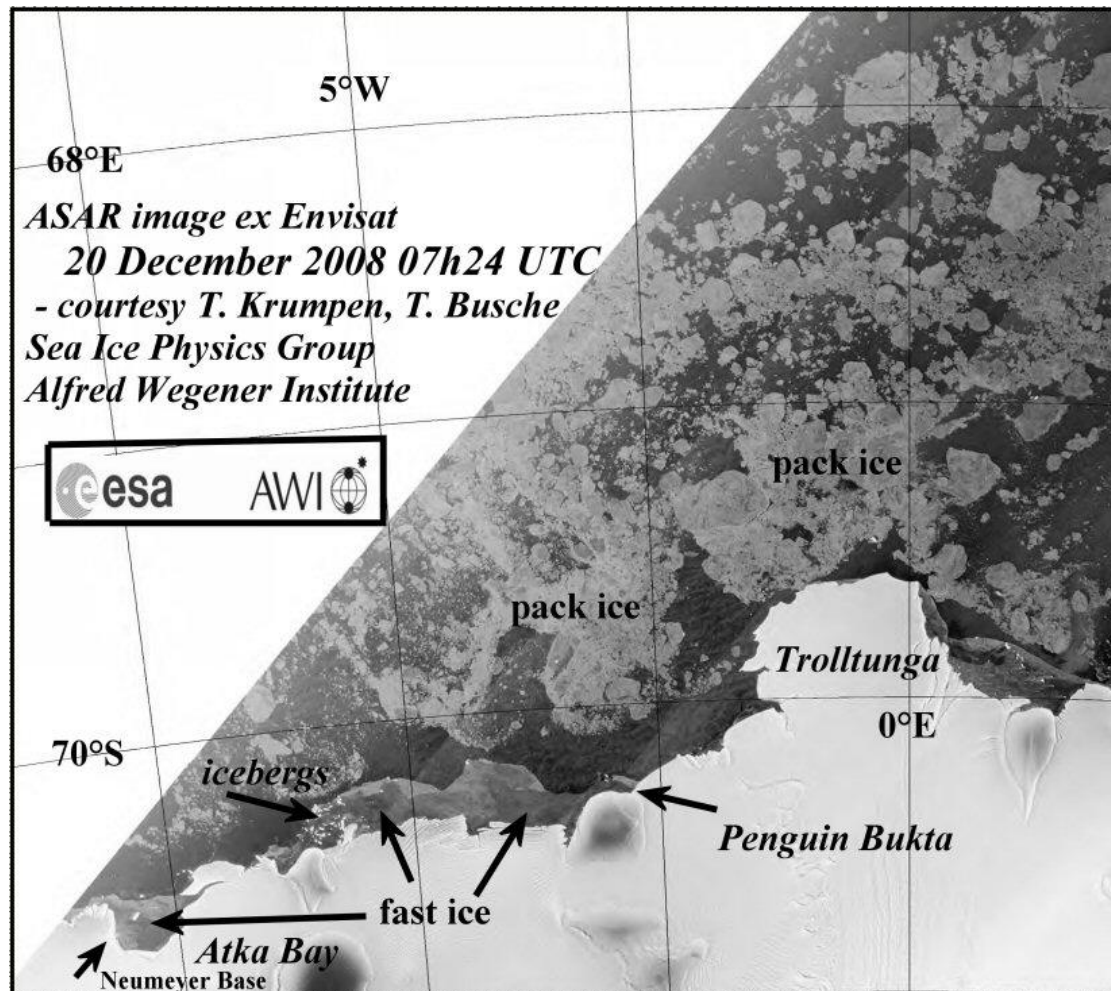 5°W
68°E
ASAR image ex Envisat
20 December 2008 07h24 UTC
- courtesy T. Krumpen, T. Busche
Sea Ice Physics Group
Alfred Wegener Institute
esa AWI
pack ice
pack ice
Trolltunga
0°E
70°S
icebergs
Penguin Bukta
fast ice
Atka Bay
Neumeyer Base